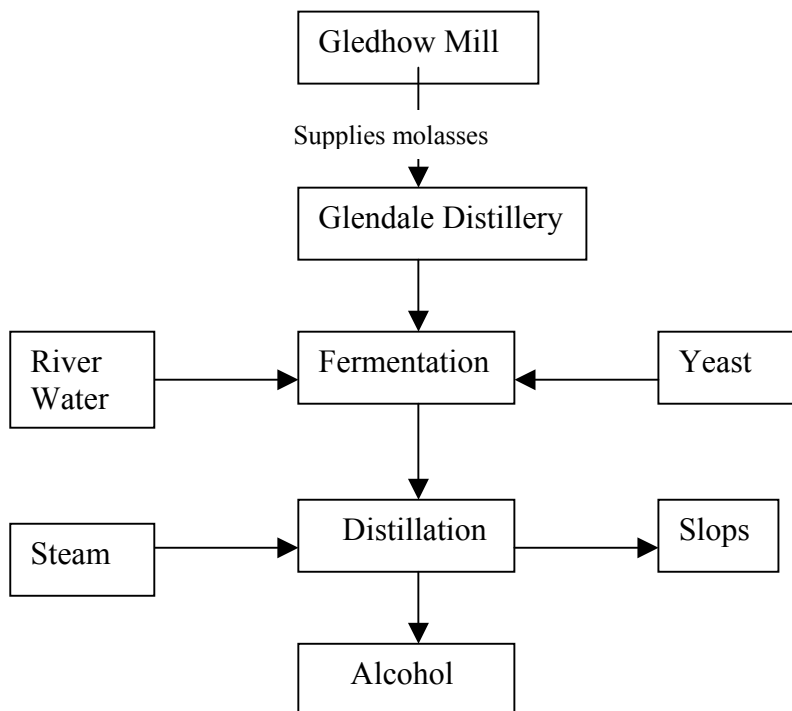 Gledhow Mill
Supplies molasses
Glendale Distillery
River
Water
Fermentation
Yeast
Steam
Distillation
Slops
Alcohol